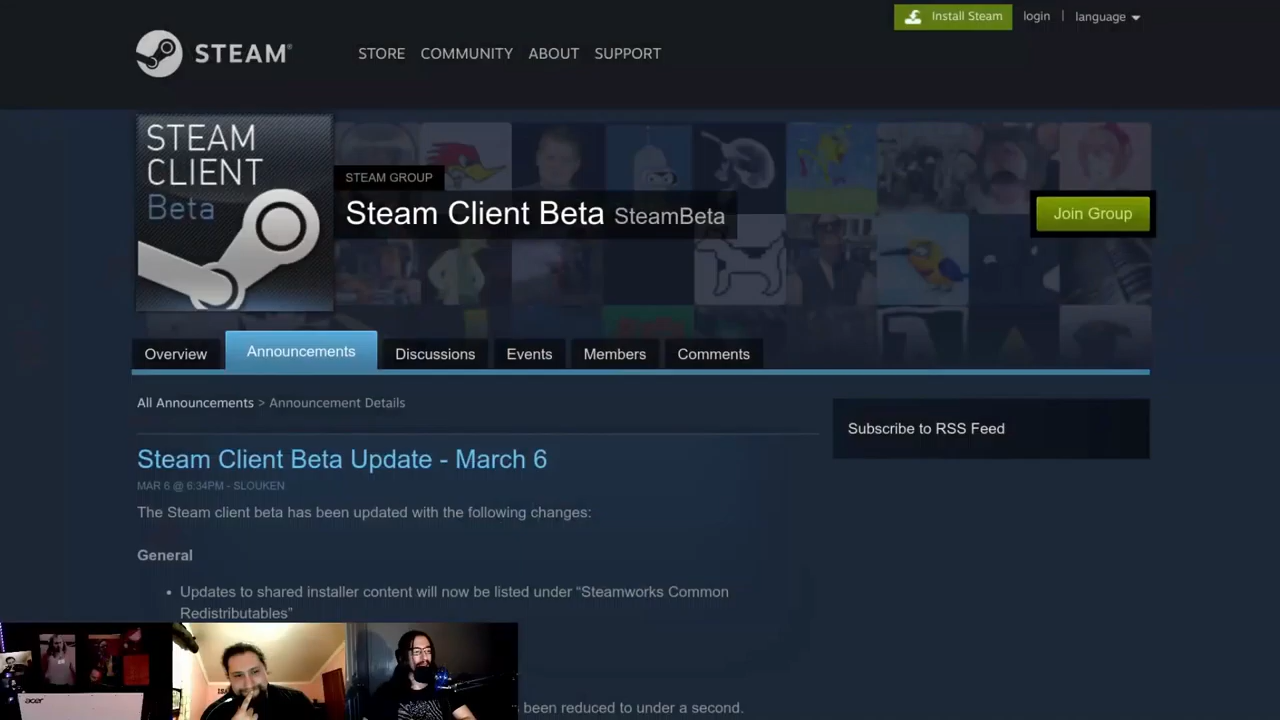 Install Steam login language
STEAM® STORE COMMUNITY ABOUT SUPPORT
STEAM
CLIENT
Beta
STEAM GROUP
Steam Client Beta SteamBeta
Join Group
Overview Announcements Discussions Events Members Comments
All Announcements > Announcement Details
Subscribe to RSS Feed
Steam Client Beta Update - March 6
MAR 6 @ 6:34PM - SLOUKEN
The Steam client beta has been updated with the following changes:
General
• Updates to shared installer content will now be listed under “Steamworks Common
Redistributables”
been reduced to under a second.
acer